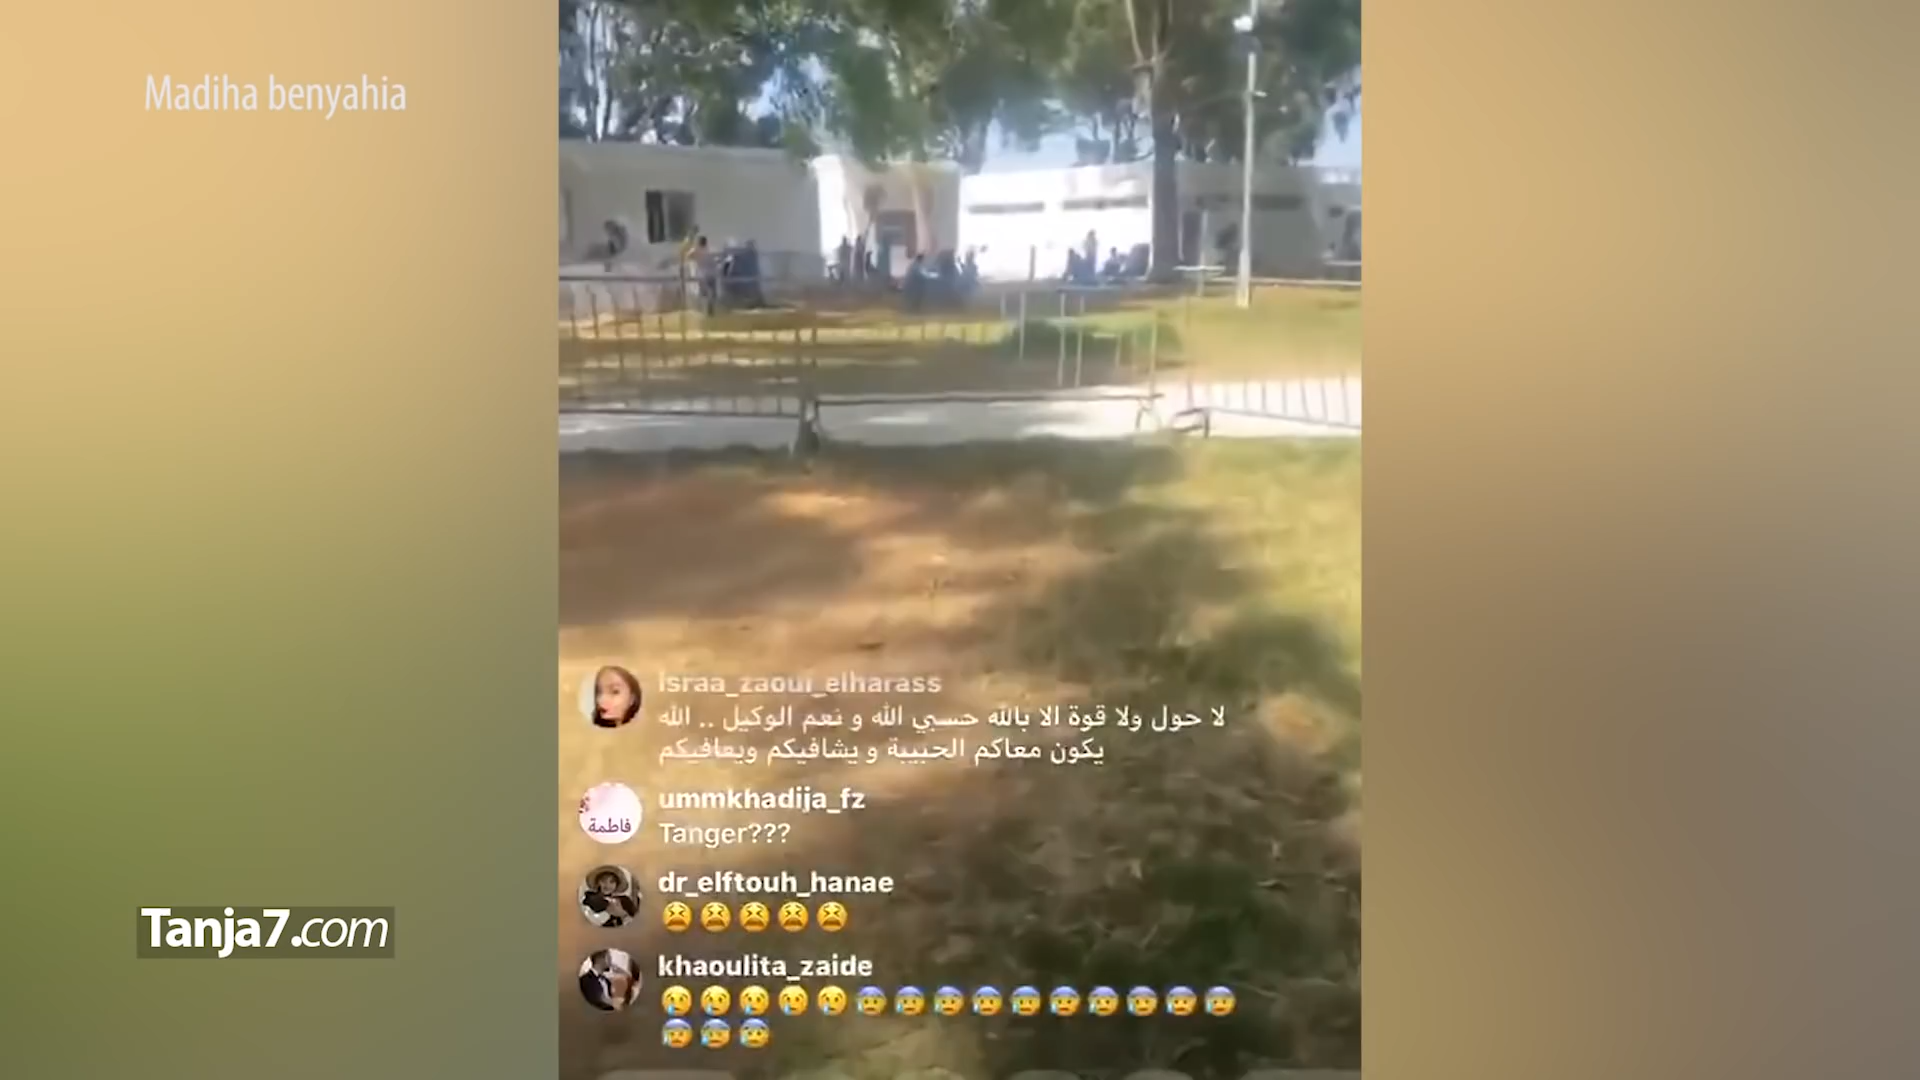 Madiha benyahia
israa_zaoui_elharass
لا حول ولا قوة الا بالله حسبي الله و نعم الوكيل .. الله
يكون معاكم الحبيبة و يشافيكم ويعافيكم
ummkhadija_fz
فاطمة
Tanger???
dr_elftouh_hanae
😫😫😫😫😫
khaoulita_zaide
😢😢😢😢😢😰😰😰😰😰😰😰😰😰😰
😰😰😰
Tanja7.com